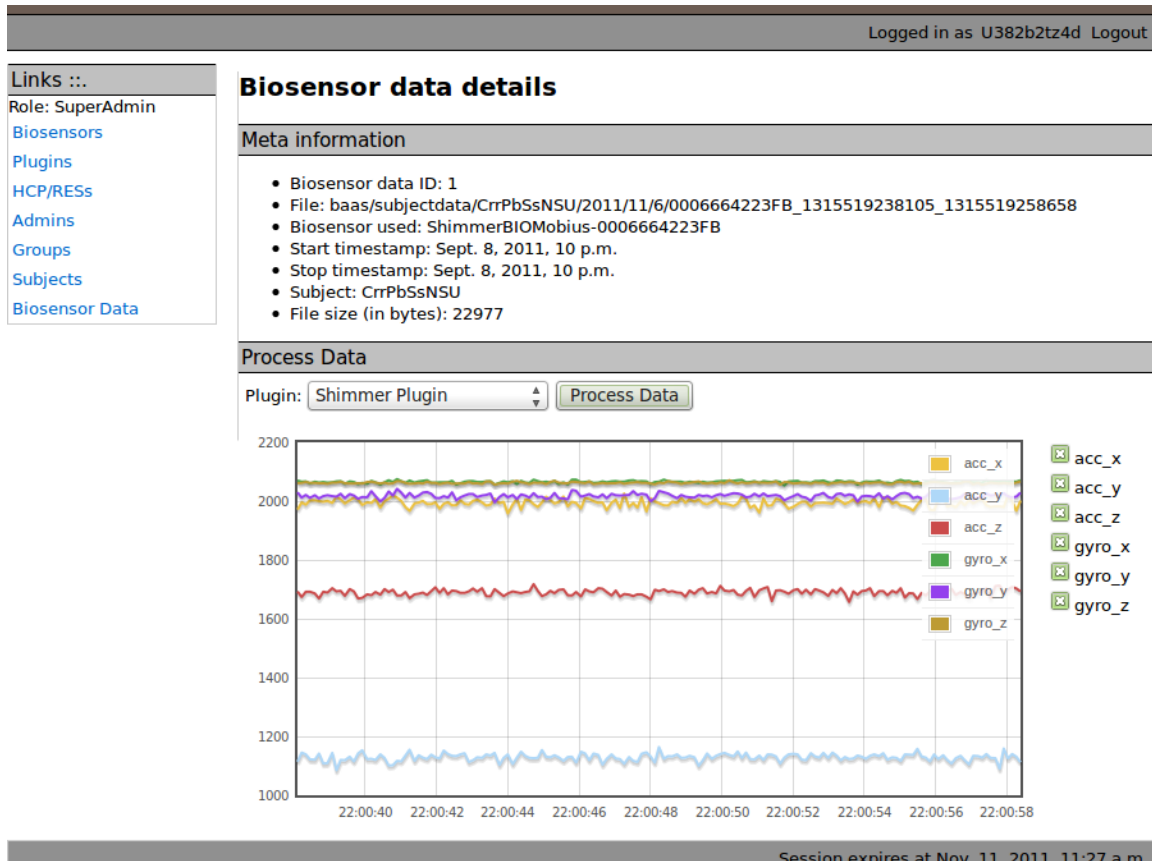 Logged in as U382b2tz4d Logout
Links ::.
Role: SuperAdmin
Biosensors
Plugins
HCP/RESs
Admins
Groups
Subjects
Biosensor Data
Biosensor data details
Meta information
Biosensor data ID: 1
File: baas/subjectdata/CrrPbSsNSU/2011/11/6/0006664223FB_1315519238105_1315519258658
Biosensor used: ShimmerBIOMobius-0006664223FB
Start timestamp: Sept. 8, 2011, 10 p.m.
Stop timestamp: Sept. 8, 2011, 10 p.m.
Subject: CrrPbSsNSU
File size (in bytes): 22977
Process Data
Plugin: Shimmer Plugin Process Data
2200
2000
1800
1600
1400
1200
1000
22:00:40 22:00:42 22:00:44 22:00:46 22:00:48 22:00:50 22:00:52 22:00:54 22:00:56 22:00:58
acc_x
acc_y
acc_z
gyro_x
gyro_y
gyro_z
acc_x
acc_y
acc_z
gyro_x
gyro_y
gyro_z
Session expires at Nov. 11, 2011, 11:27 a.m.